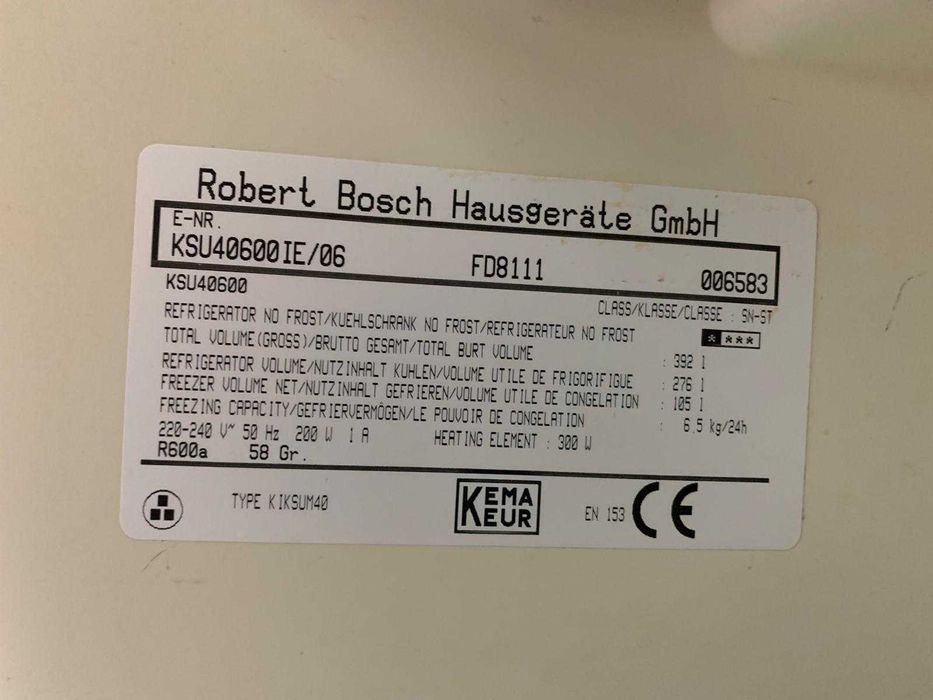 Robert Bosch Hausgeräte GmbH
E-NR.
KSU40600IE/06 FD8111 006583
KSU40600
CLASS/KLASSE/CLASSE : SN-ST
REFRIGERATOR NO FROST/KUEHLSCHRANK NO FROST/REFRIGERATEUR NO FROST * ***
TOTAL VOLUME(GROSS)/BRUTTO GESAMT/TOTAL BURT VOLUME : 392 l
REFRIGERATOR VOLUME/NUTZINHALT KUHLEN/VOLUME UTILE DE FRIGORIFIGUE : 276 l
FREEZER VOLUME NET/NUTZINHALT GEFRIEREN/VOLUME UTILE DE CONGELATION : 105 l
FREEZING CAPACITY/GEFRIERVERMÖGEN/LE POUVOIR DE CONGELATION : 6,5 kg/24h
220-240 V~ 50 Hz 200 W 1 A HEATING ELEMENT : 300 W
R600a 58 Gr.
TYPE KIKSUM40
KEMA
KEUR
EN 153 CE